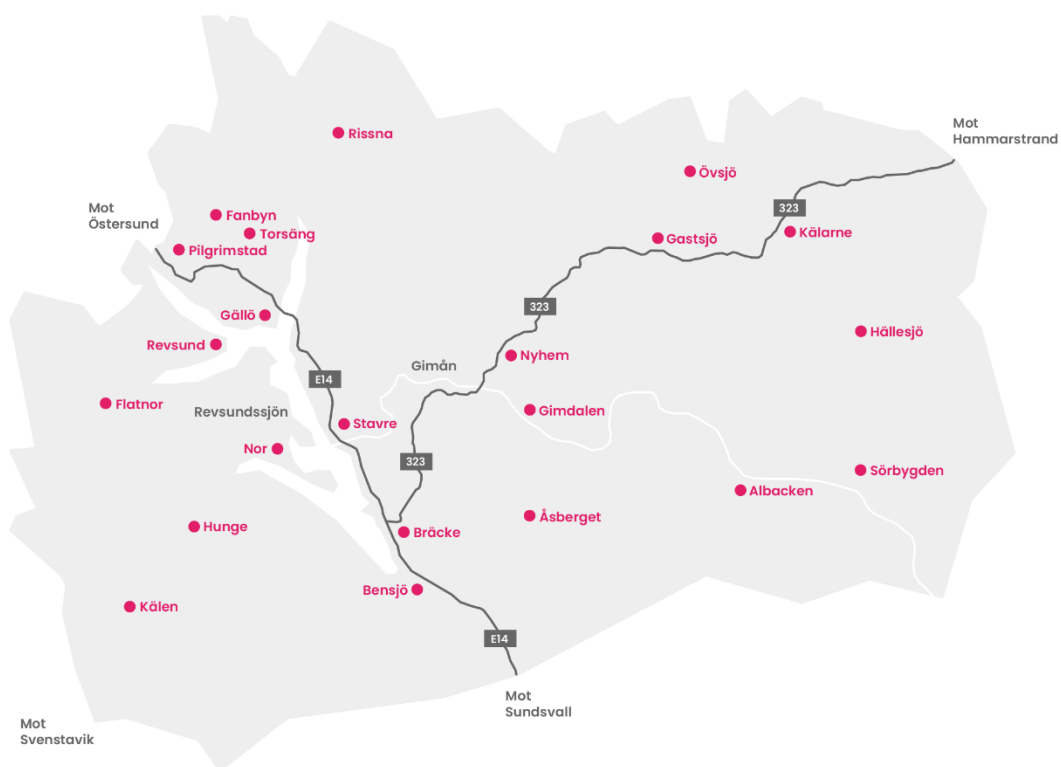 Mot
Hammarstrand
Rissna
Övsjö
323
Mot
Östersund
Fanbyn
Torsäng
Kälarne
Gastsjö
Pilgrimstad
323
Gällö
Hällesjö
Revsund
Nyhem
Gimån
E14
Flatnor
Revsundssjön
Gimdalen
Stavre
Nor
323
Sörbygden
Albacken
Hunge
Åsberget
Bräcke
Bensjö
Kälen
E14
Mot
Sundsvall
Mot
Svenstavik